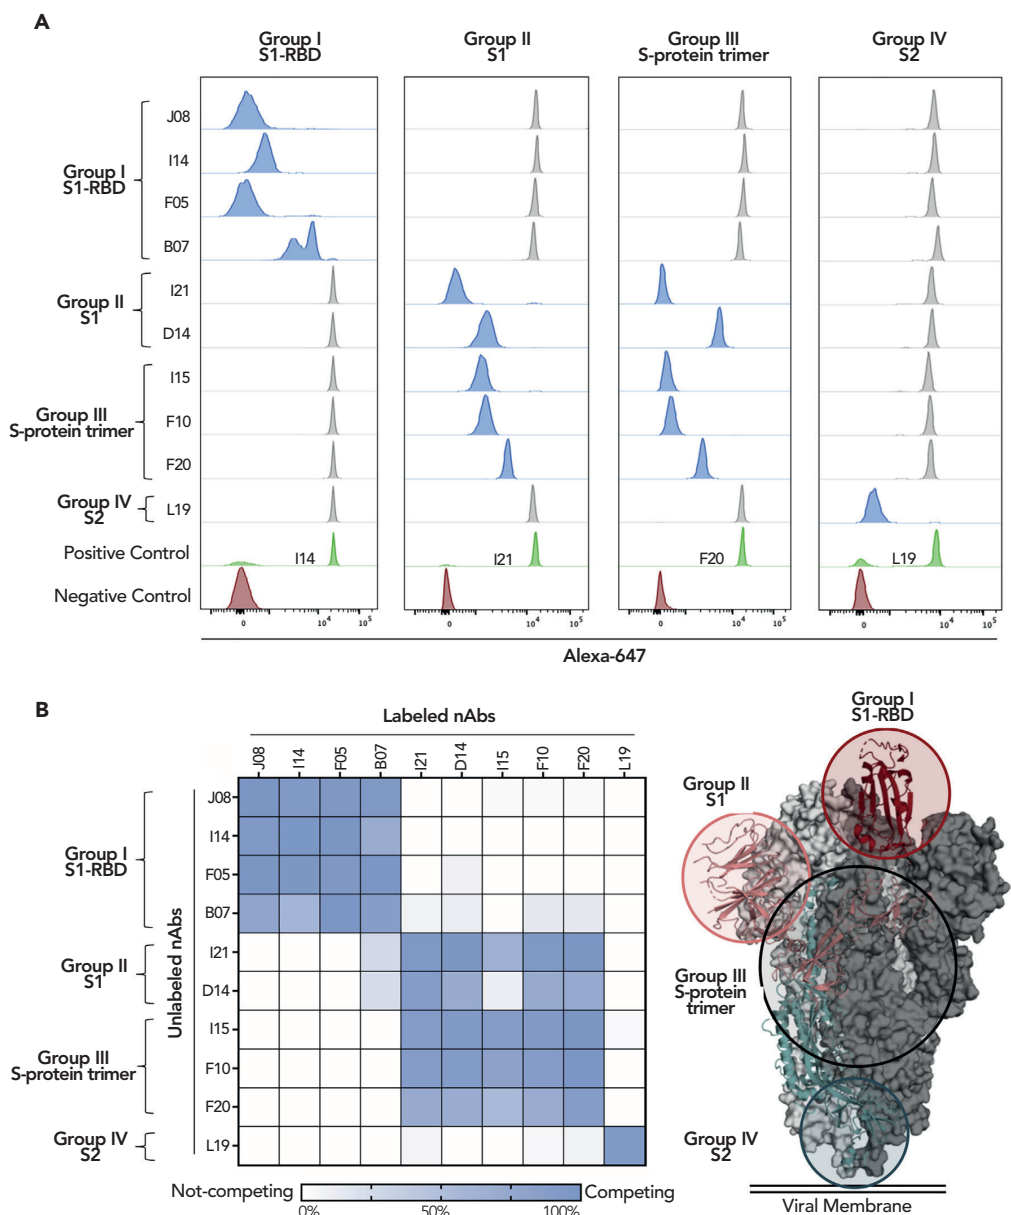 A
Group I
S1-RBD
Group II
S1
Group III
S-protein trimer
Group IV
S2
Group I
S1-RBD
J08
I14
F05
B07
Group II
S1
I21
D14
Group III
S-protein trimer
I15
F10
F20
Group IV
S2
L19
Positive Control
I14
I21
F20
L19
Negative Control
0 10⁴ 10⁵
0 10⁴ 10⁵
0 10⁴ 10⁵
0 10⁴ 10⁵
Alexa-647
B
Labeled nAbs
J08 I14 F05 B07 I21 D14 I15 F10 F20 L19
Unlabeled nAbs
Group I
S1-RBD
J08
I14
F05
B07
Group II
S1
I21
D14
Group III
S-protein trimer
I15
F10
F20
Group IV
S2
L19
Not-competing
Competing
0% 50% 100%
Group I
S1-RBD
Group II
S1
Group III
S-protein
trimer
Group IV
S2
Viral Membrane